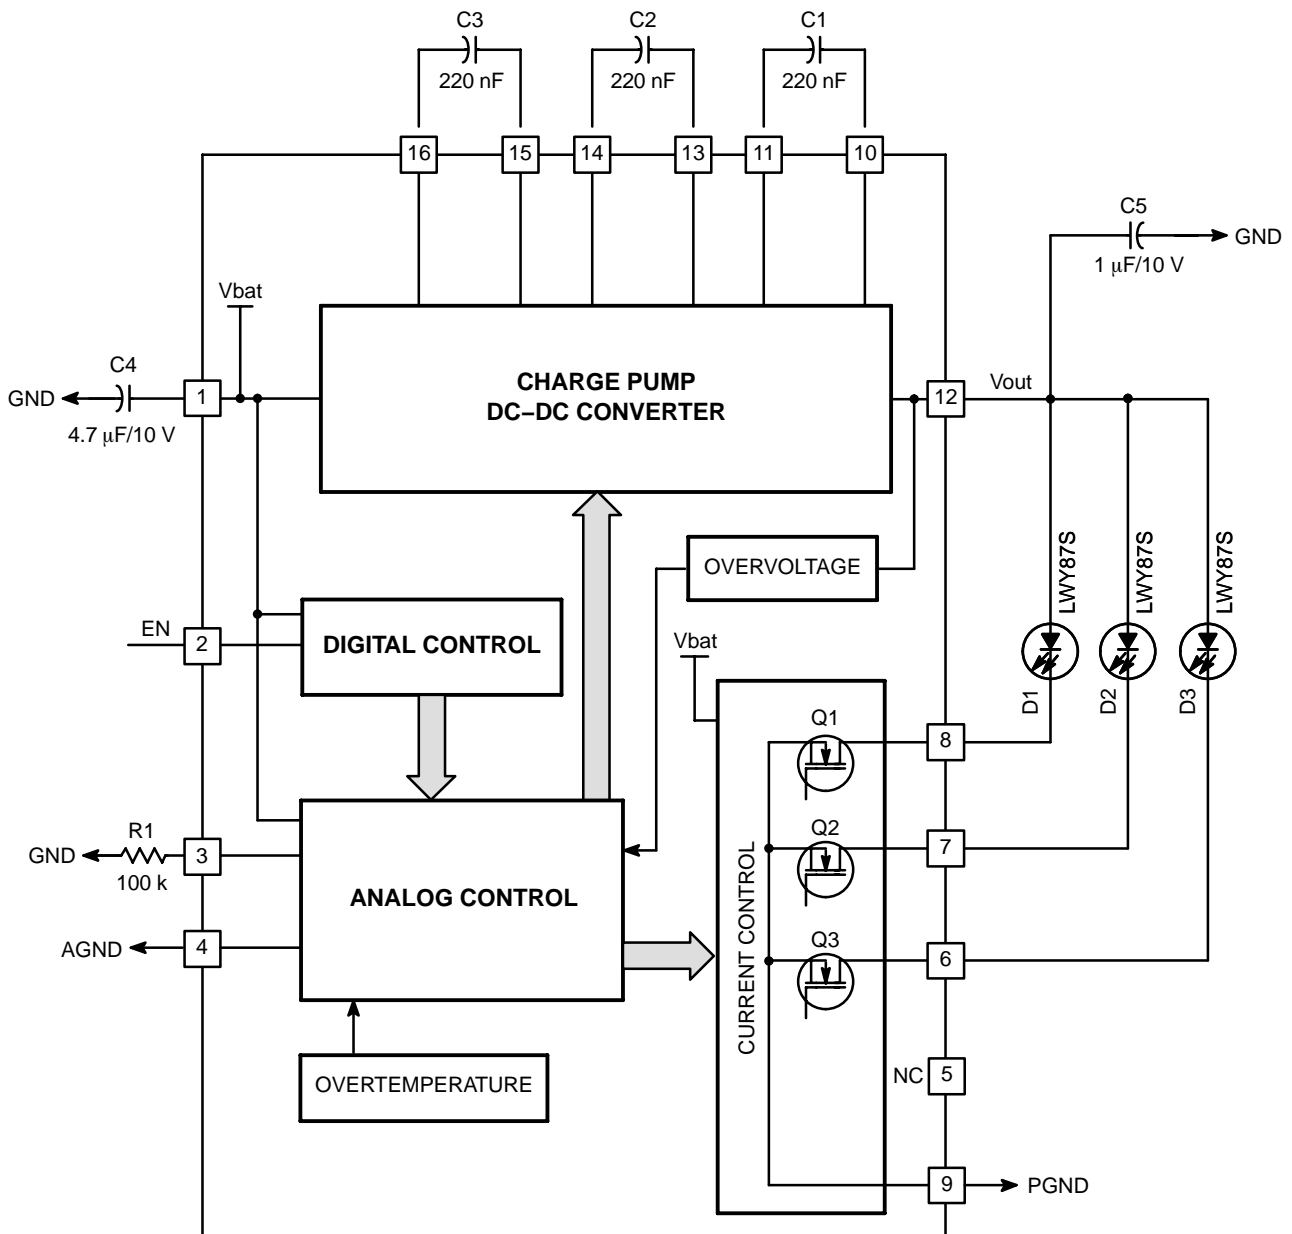 C3
C2
C1
220 nF
220 nF
220 nF
16
15
14
13
11
10
C5
GND
1 μF/10 V
Vbat
C4
GND
1
4.7 μF/10 V
CHARGE PUMP
DC–DC CONVERTER
12
Vout
OVERVOLTAGE
LWY87S
LWY87S
LWY87S
EN
2
DIGITAL CONTROL
Vbat
D1
D2
D3
Q1
8
R1
GND
3
100 k
Q2
7
ANALOG CONTROL
AGND
4
CURRENT CONTROL
Q3
6
OVERTEMPERATURE
NC
5
9
PGND